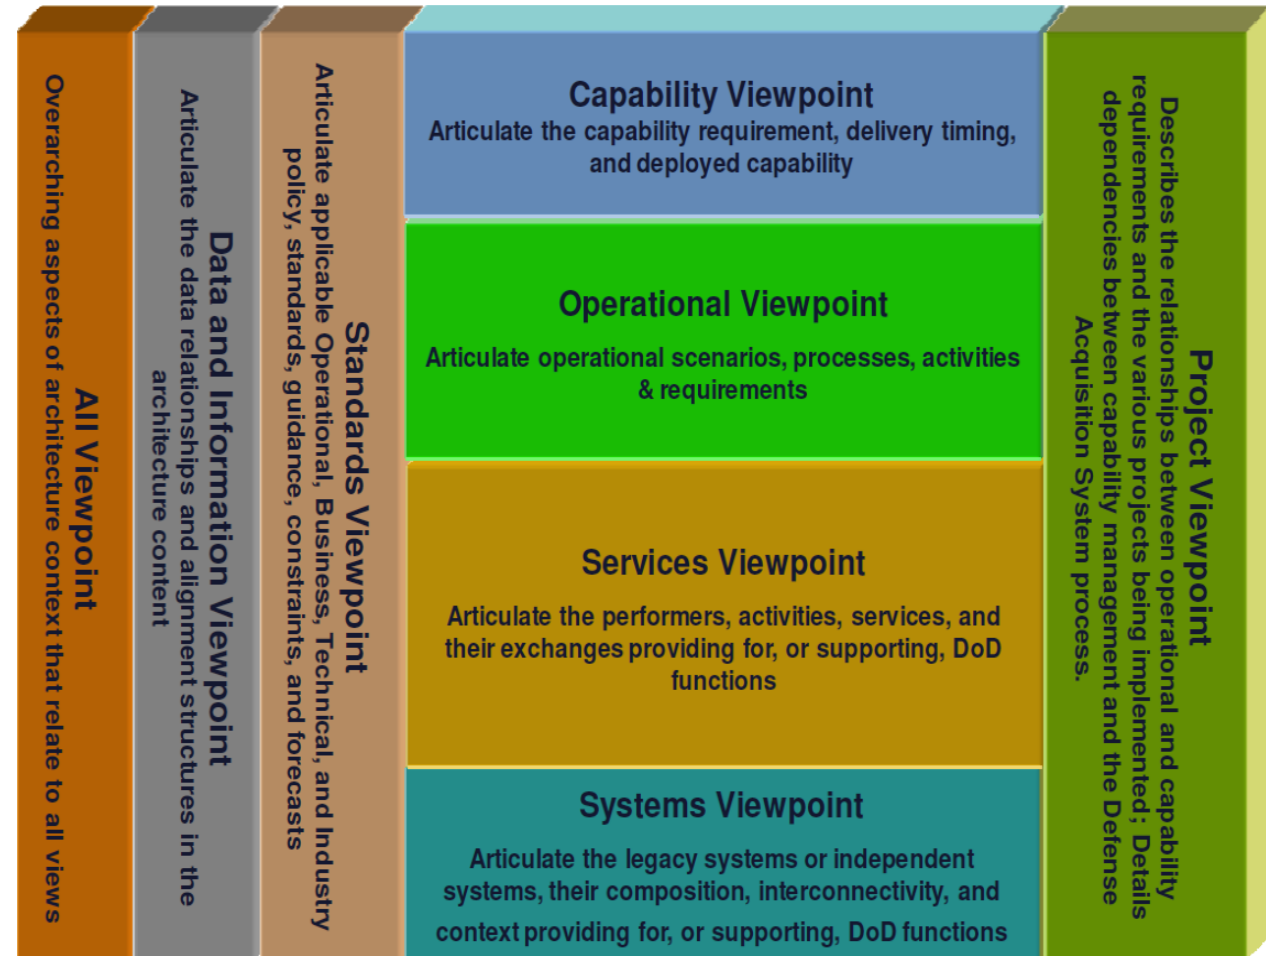 All Viewpoint
Overarching aspects of architecture context that relate to all views
Data and Information Viewpoint
Articulate the data relationships and alignment structures in the
architecture content
Standards Viewpoint
Articulate applicable Operational, Business, Technical, and Industry
policy, standards, guidance, constraints, and forecasts
Capability Viewpoint
Articulate the capability requirement, delivery timing,
and deployed capability
Operational Viewpoint
Articulate operational scenarios, processes, activities
& requirements
Services Viewpoint
Articulate the performers, activities, services, and
their exchanges providing for, or supporting, DoD
functions
Systems Viewpoint
Articulate the legacy systems or independent
systems, their composition, interconnectivity, and
context providing for, or supporting, DoD functions
Project Viewpoint
Describes the relationships between operational and capability
requirements and the various projects being implemented; Details
dependencies between capability management and the Defense
Acquisition System process.